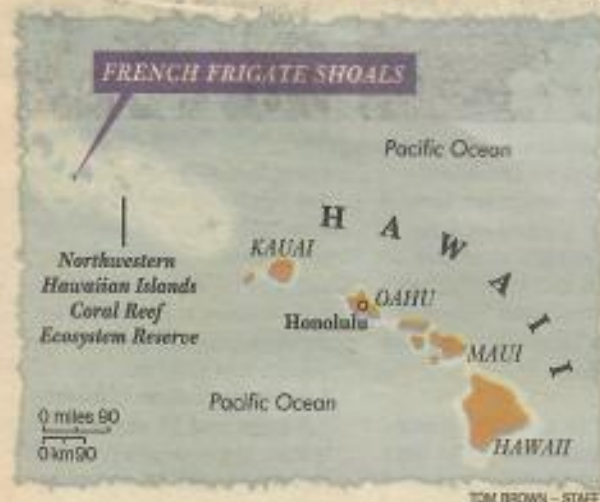 FRENCH FRIGATE SHOALS
Pacific Ocean
HAWAII
KAUAI
Northwestern
Hawaiian Islands
Coral Reef
Ecosystem Reserve
OAHU
Honolulu
MAUI
Pacific Ocean
0 miles 90
0 km 90
HAWAII
TOM BROWN – STAFF